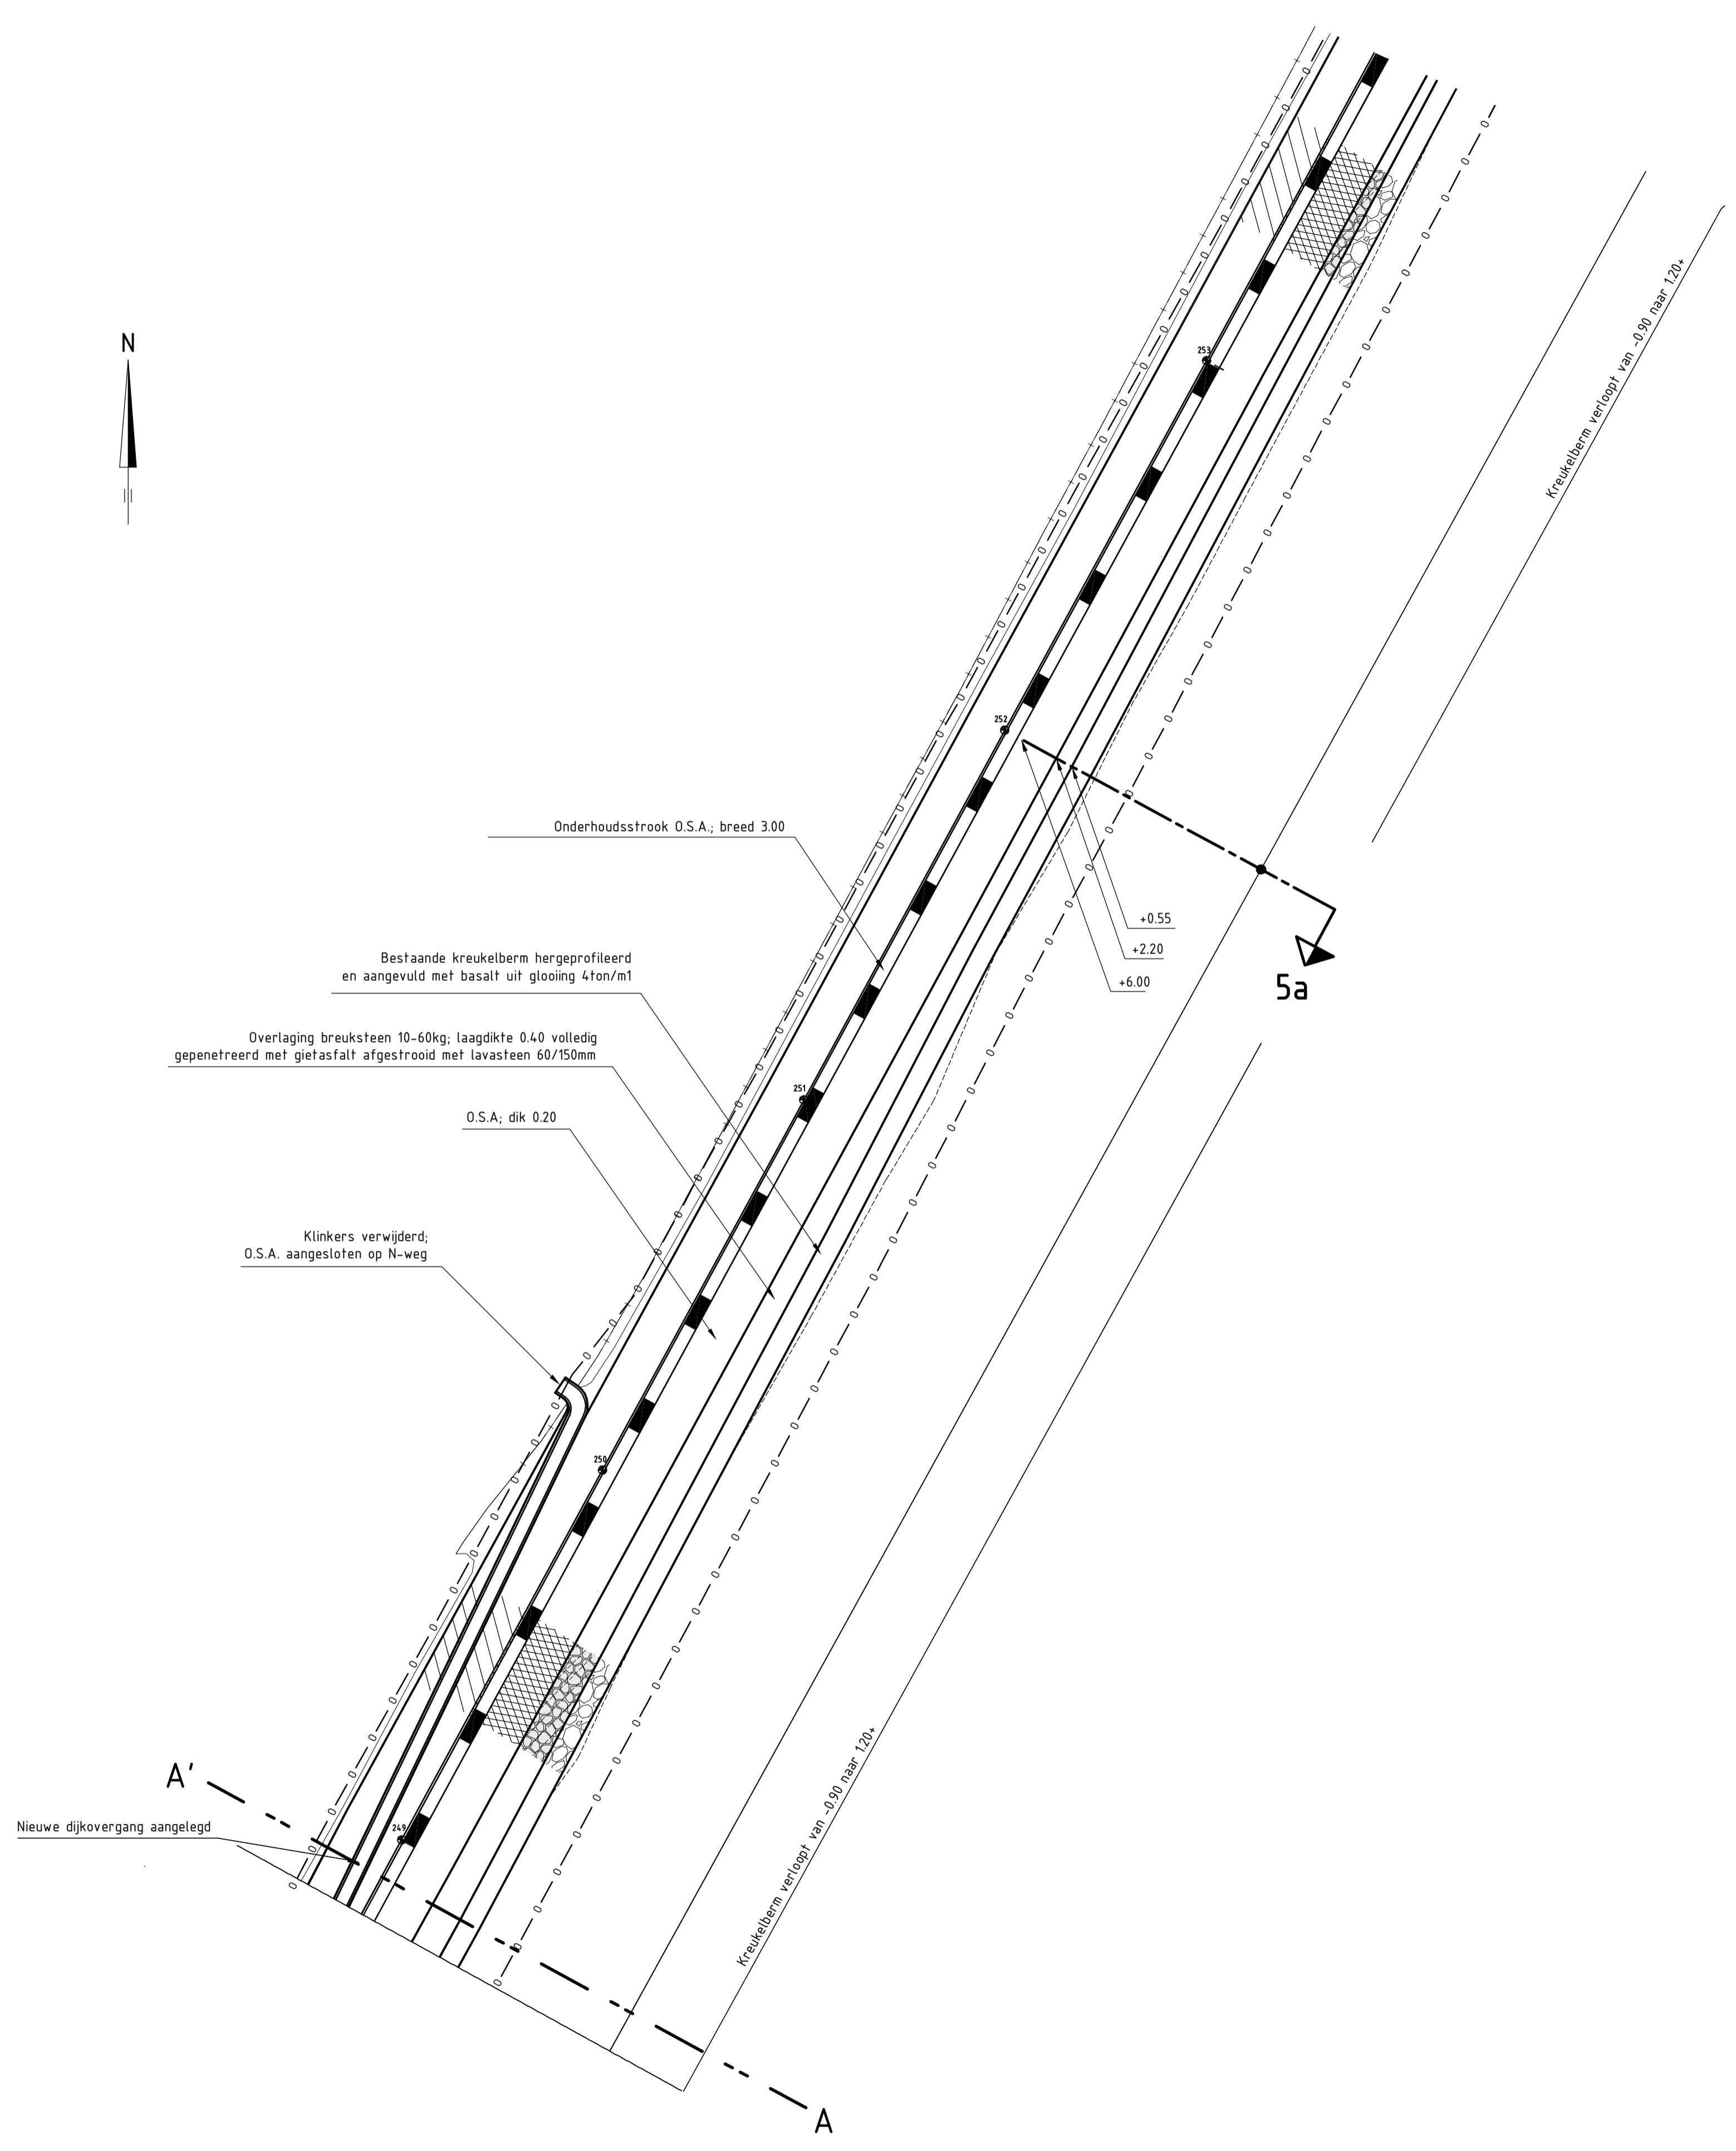 N
Kreukelberm verloopt van -0.90 naar 1.20+
253
252
Onderhoudsstrook O.S.A.; breed 3.00
+0.55
+2.20
+6.00
5a
Bestaande kreukelberm hergeprofileerd
en aangevuld met basalt uit glooiing 4ton/m1
Overlaging breuksteen 10-60kg; laagdikte 0.40 volledig
gepenetreerd met gietasfalt afgestrooid met lavasteen 60/150mm
251
O.S.A; dik 0.20
Klinkers verwijderd;
O.S.A. aangesloten op N-weg
250
Kreukelberm verloopt van -0.90 naar 1.20+
A'
Nieuwe dijkovergang aangelegd
249
A